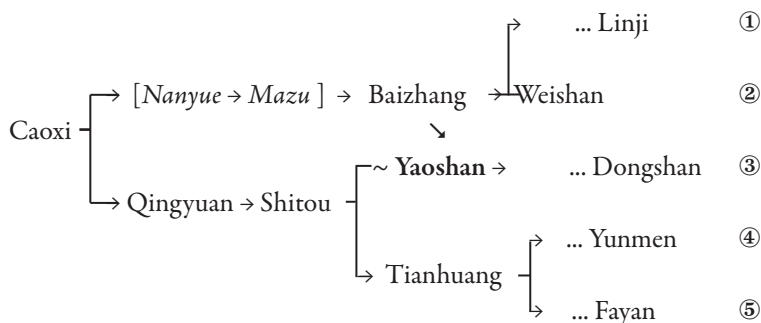 ... Linji ①
[Nanyue → Mazu ] → Baizhang → Weishan ②
Caoxi
~ Yaoshan → ... Dongshan ③
Qingyuan → Shitou
... Yunmen ④
Tianhuang
... Fayan ⑤